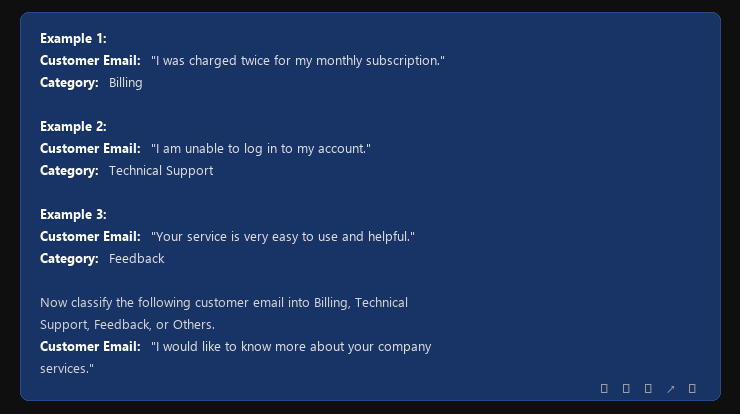 Example 1:
Customer Email: "I was charged twice for my monthly subscription."
Category: Billing
Example 2:
Customer Email: "I am unable to log in to my account."
Category: Technical Support
Example 3:
Customer Email: "Your service is very easy to use and helpful."
Category: Feedback
Now classify the following customer email into Billing, Technical
Support, Feedback, or Others.
Customer Email: "I would like to know more about your company
services."